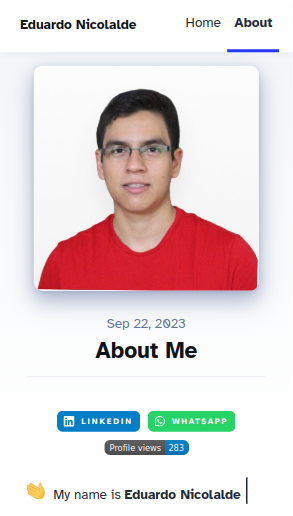 Eduardo Nicolalde Home About
Sep 22, 2023
About Me
LINKEDIN WHATSAPP
Profile views 283
👏 My name is Eduardo Nicolalde